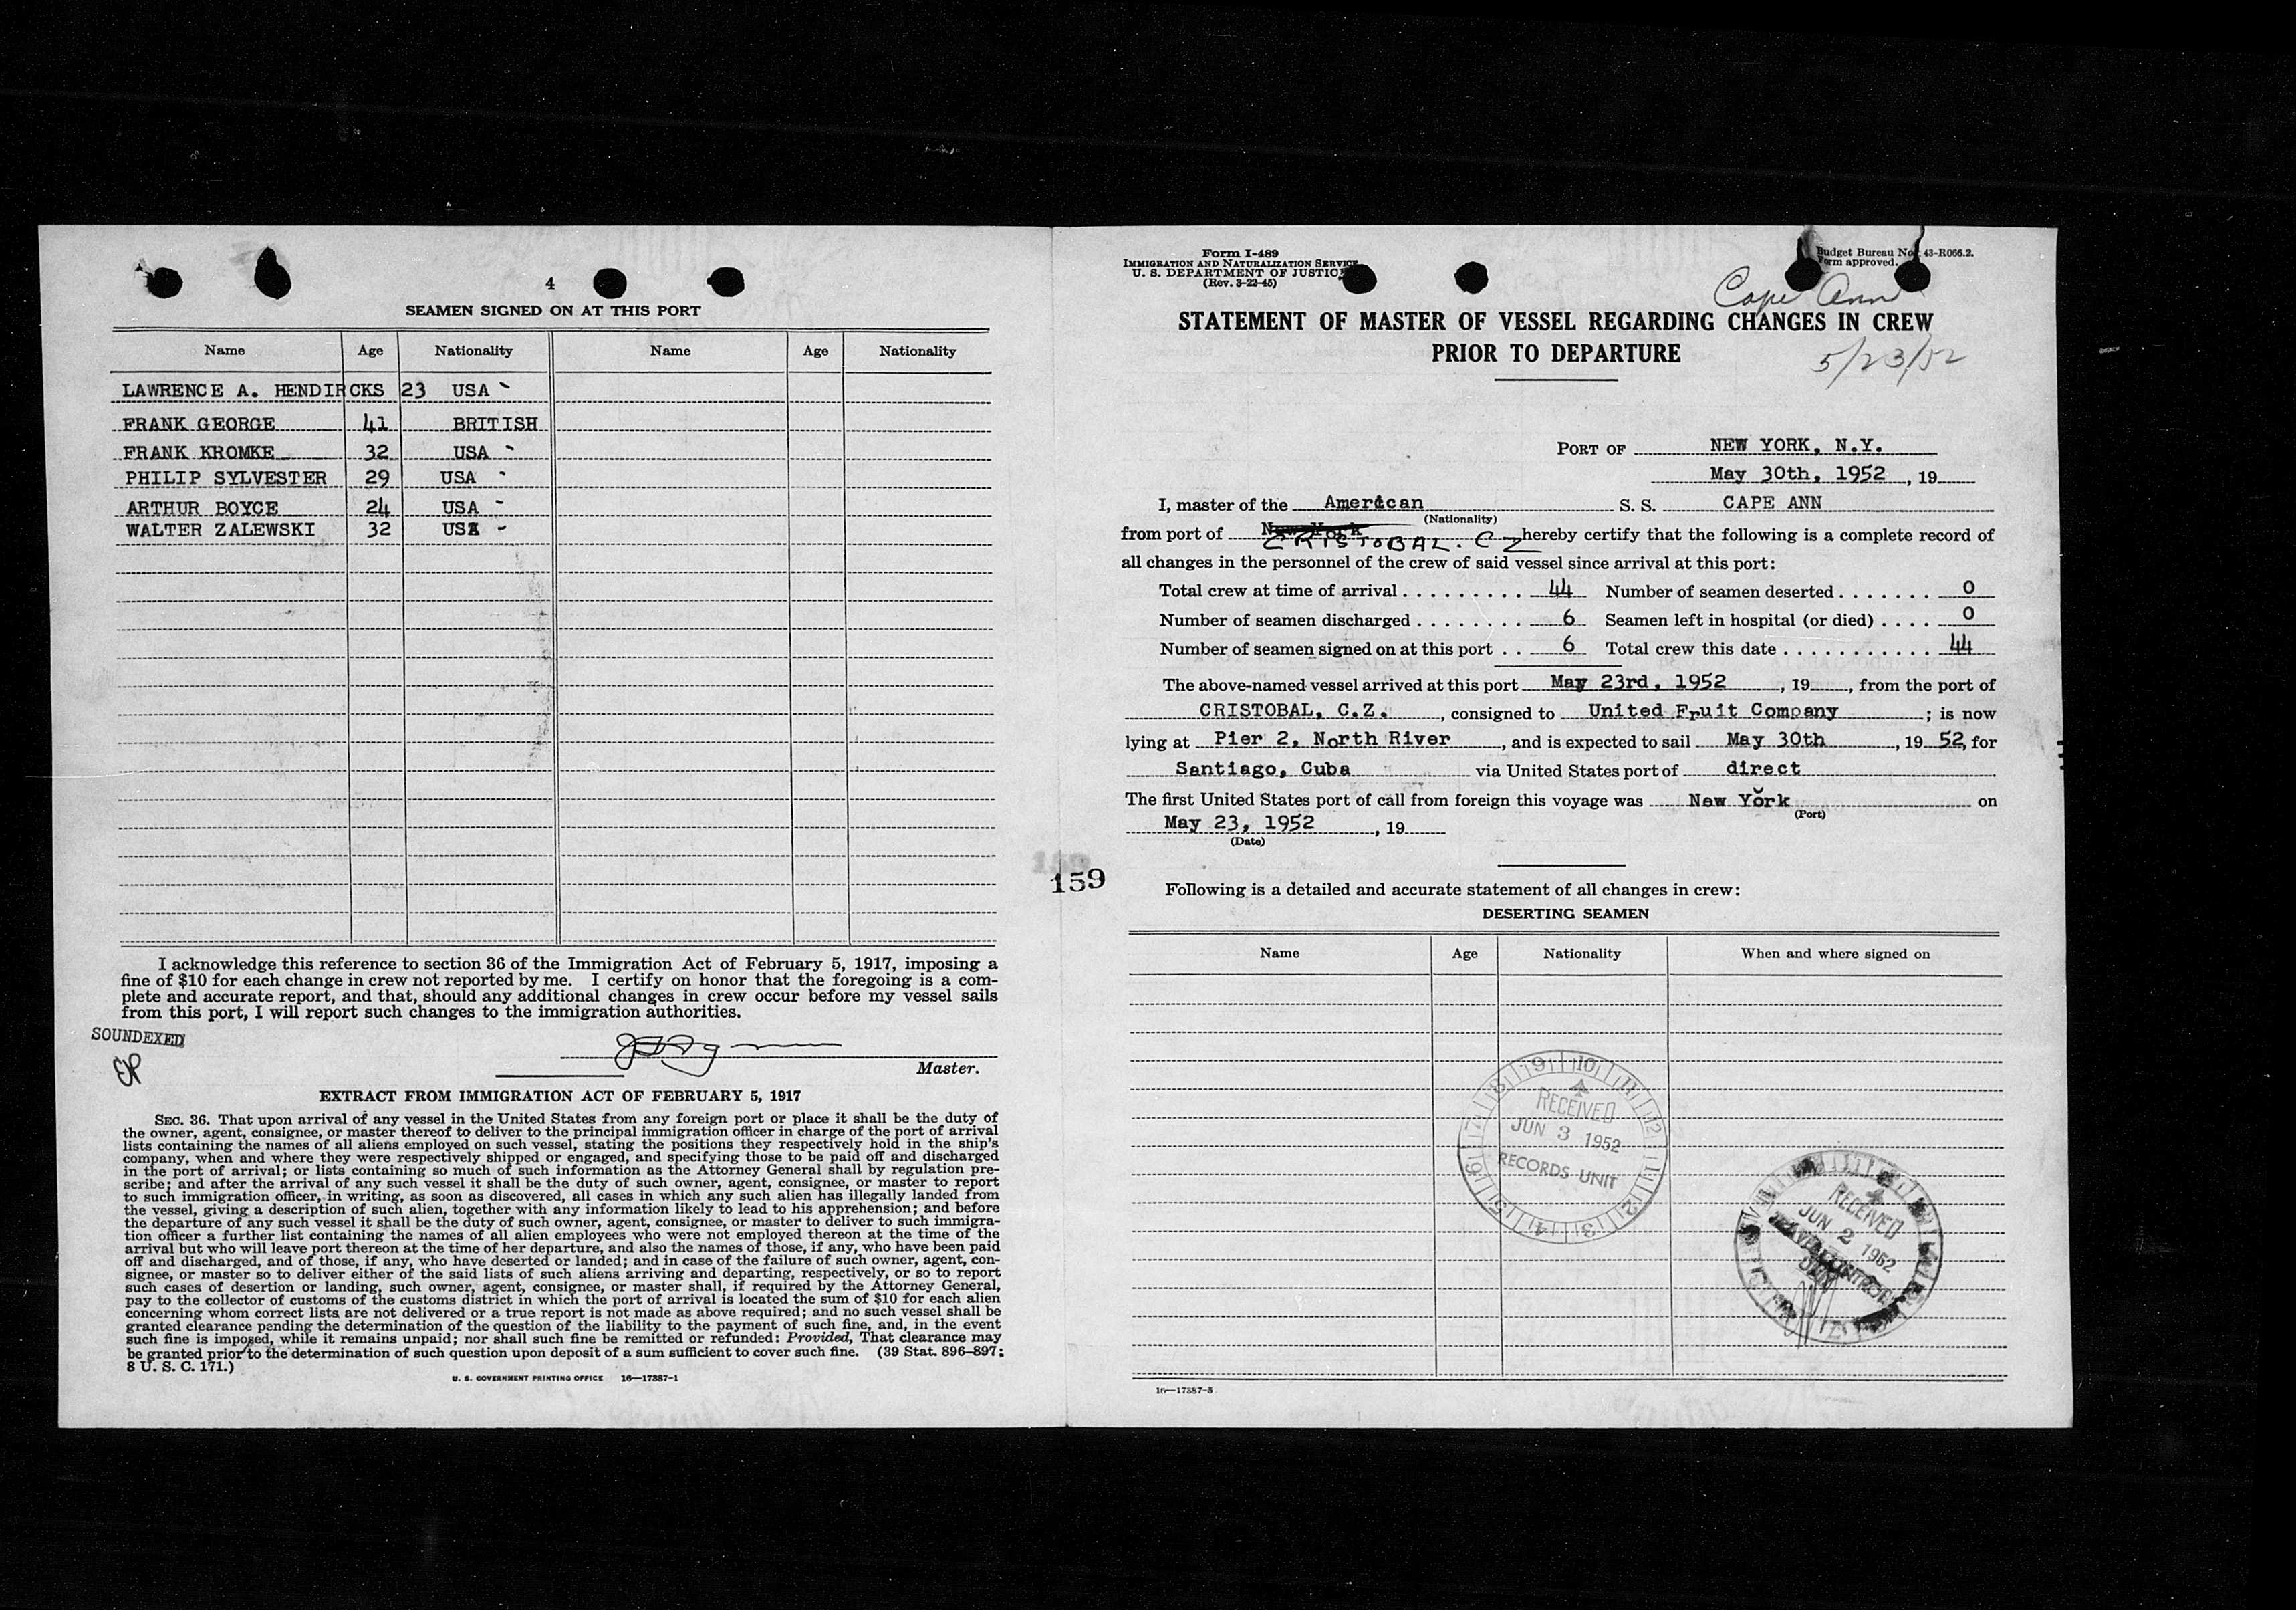 4
SEAMEN SIGNED ON AT THIS PORT
Name Age Nationality Name Age Nationality
LAWRENCE A. HENDIRCKS 23 USA
FRANK GEORGE 41 BRITISH
FRANK KROMKE 32 USA
PHILIP SYLVESTER 29 USA
ARTHUR BOYCE 24 USA
WALTER ZALEWSKI 32 USA
I acknowledge this reference to section 36 of the Immigration Act of February 5, 1917, imposing a
fine of $10 for each change in crew not reported by me. I certify on honor that the foregoing is a com-
plete and accurate report, and that, should any additional changes in crew occur before my vessel sails
from this port, I will report such changes to the immigration authorities.
SOUNDEXED
Master.
EXTRACT FROM IMMIGRATION ACT OF FEBRUARY 5, 1917
SEC. 36. That upon arrival of any vessel in the United States from any foreign port or place it shall be the duty of
the owner, agent, consignee, or master thereof to deliver to the principal immigration officer in charge of the port of arrival
lists containing the names of all aliens employed on such vessel, stating the positions they respectively hold in the ship's
company, when and where they were respectively shipped or engaged, and specifying those to be paid off and discharged
in the port of arrival; or lists containing so much of such information as the Attorney General shall by regulation pre-
scribe; and after the arrival of any such vessel it shall be the duty of such owner, agent, consignee, or master to report
to such immigration officer, in writing, as soon as discovered, all cases in which any such alien has illegally landed from
the vessel, giving a description of such alien, together with any information likely to lead to his apprehension; and before
the departure of any such vessel it shall be the duty of such owner, agent, consignee, or master to deliver to such immigra-
tion officer a further list containing the names of all alien employees who were not employed thereon at the time of the
arrival but who will leave port thereon at the time of her departure, and also the names of those, if any, who have been paid
off and discharged, and of those, if any, who have deserted or landed; and in case of the failure of such owner, agent, con-
signee, or master so to deliver either of the said lists of such aliens arriving and departing, respectively, or so to report
such cases of desertion or landing, such owner, agent, consignee, or master shall, if required by the Attorney General,
pay to the collector of customs of the customs district in which the port of arrival is located the sum of $10 for each alien
concerning whom correct lists are not delivered or a true report is not made as above required; and no such vessel shall be
granted clearance pending the determination of the question of the liability to the payment of such fine, and, in the event
such fine is imposed, while it remains unpaid; nor shall such fine be remitted or refunded: Provided, That clearance may
be granted prior to the determination of such question upon deposit of a sum sufficient to cover such fine. (39 Stat. 896–897;
8 U. S. C. 171.)
U. S. GOVERNMENT PRINTING OFFICE 16—17387-1
159
Form I-489
IMMIGRATION AND NATURALIZATION SERVICE
U. S. DEPARTMENT OF JUSTICE
(Rev. 3-22-45)
Budget Bureau No. 43-R066.2.
Form approved.
Cape Ann
STATEMENT OF MASTER OF VESSEL REGARDING CHANGES IN CREW
PRIOR TO DEPARTURE
5/23/52
PORT OF NEW YORK, N.Y.
May 30th, 1952, 19
I, master of the American S. S. CAPE ANN
(Nationality)
from port of New York CRISTOBAL. CZ hereby certify that the following is a complete record of
all changes in the personnel of the crew of said vessel since arrival at this port:
Total crew at time of arrival . . . . . . . . . 44 Number of seamen deserted . . . . . . . 0
Number of seamen discharged . . . . . . . . 6 Seamen left in hospital (or died) . . . . 0
Number of seamen signed on at this port . . 6 Total crew this date . . . . . . . . . . . 44
The above-named vessel arrived at this port May 23rd, 1952, 19, from the port of
CRISTOBAL, C.Z., consigned to United Fruit Company; is now
lying at Pier 2, North River, and is expected to sail May 30th, 19 52, for
Santiago, Cuba via United States port of direct
The first United States port of call from foreign this voyage was New York on
(Port)
May 23, 1952, 19
(Date)
Following is a detailed and accurate statement of all changes in crew:
DESERTING SEAMEN
Name Age Nationality When and where signed on
RECEIVED
JUN 3 1952
RECORDS UNIT
RECEIVED
JUN 2 1952
16—17387-5